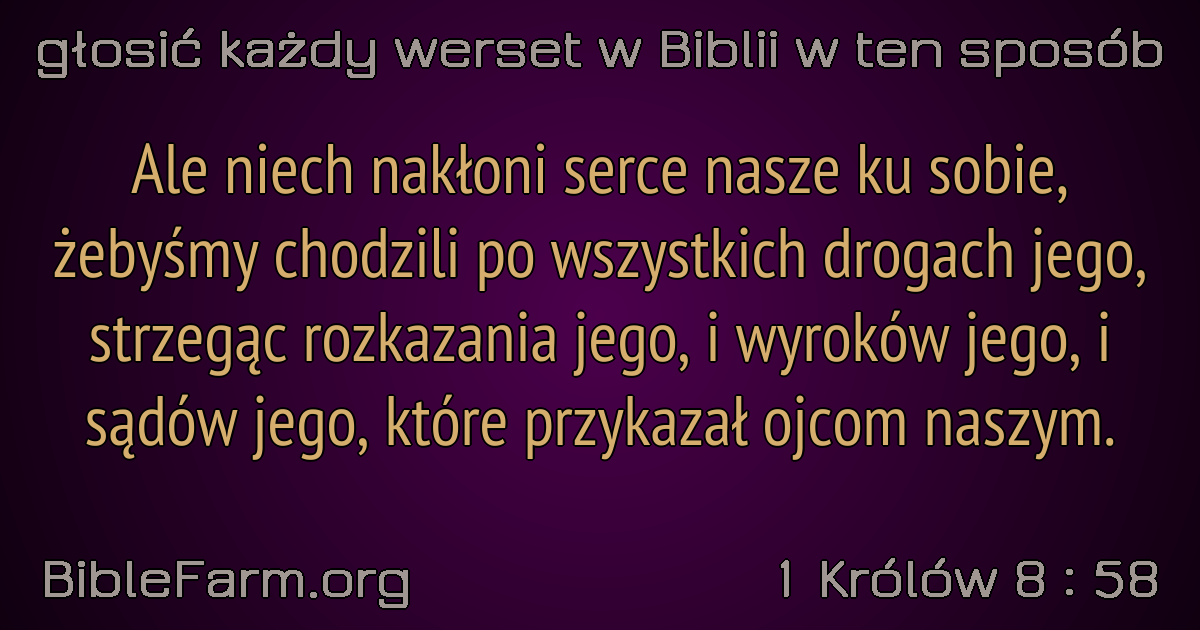 głosić każdy werset w Biblii w ten sposób
Ale niech nakłoni serce nasze ku sobie,
żebyśmy chodzili po wszystkich drogach jego,
strzegąc rozkazania jego, i wyroków jego, i
sądów jego, które przykazał ojcom naszym.
BibleFarm.org
1 Królów 8 : 58